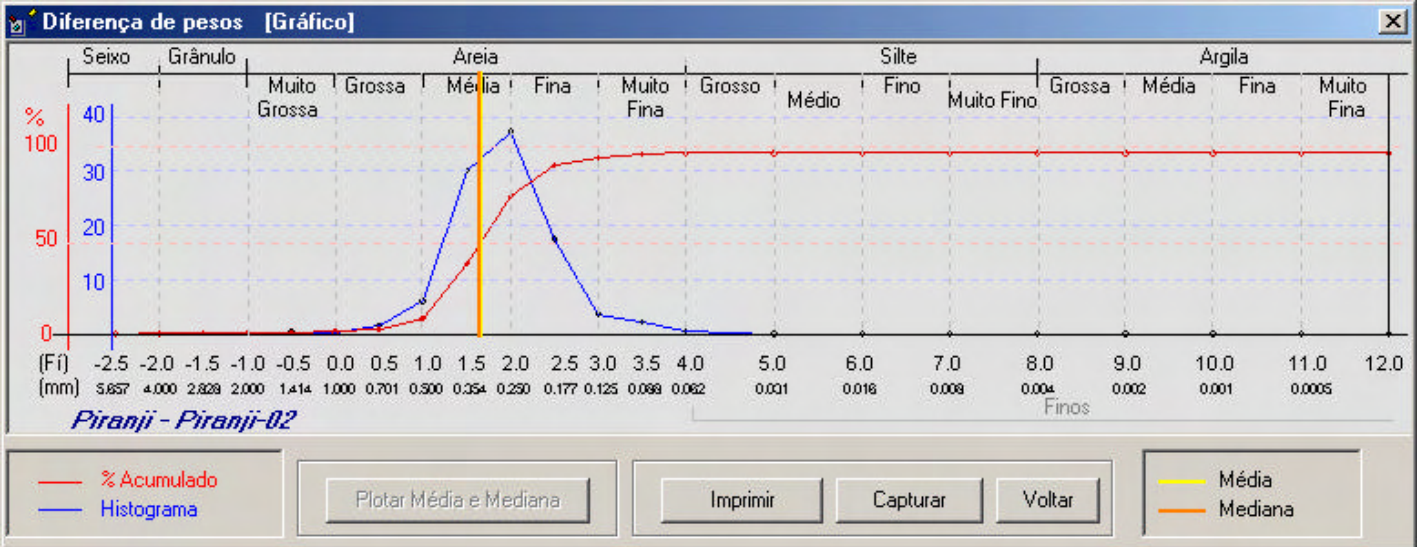 Diferença de pesos [Gráfico]
Seixo Grânulo Areia Silte Argila
Muito Grossa Grossa Média Fina Muito Fina Grosso Médio Fino Muito Fino Grossa Média Fina Muito Fina
%
100
50
0
40
30
20
10
(Fí) -2.5 -2.0 -1.5 -1.0 -0.5 0.0 0.5 1.0 1.5 2.0 2.5 3.0 3.5 4.0 5.0 6.0 7.0 8.0 9.0 10.0 11.0 12.0
(mm) 5.657 4.000 2.828 2.000 1.414 1.000 0.701 0.500 0.354 0.250 0.177 0.125 0.088 0.062 0.031 0.016 0.008 0.004 0.002 0.001 0.0005
Finos
Piranji - Piranji-02
% Acumulado
Histograma
Plotar Média e Mediana
Imprimir
Capturar
Voltar
Média
Mediana